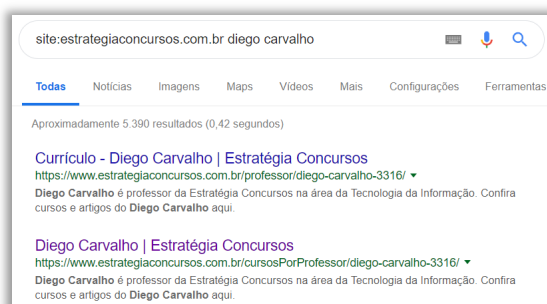 site:estrategiaconcursos.com.br diego carvalho
Todas Notícias Imagens Maps Vídeos Mais Configurações Ferramentas
Aproximadamente 5.390 resultados (0,42 segundos)
Currículo - Diego Carvalho | Estratégia Concursos
https://www.estrategiaconcursos.com.br/professor/diego-carvalho-3316/
Diego Carvalho é professor da Estratégia Concursos na área da Tecnologia da Informação. Confira
cursos e artigos do Diego Carvalho aqui.
Diego Carvalho | Estratégia Concursos
https://www.estrategiaconcursos.com.br/cursosPorProfessor/diego-carvalho-3316/
Diego Carvalho é professor da Estratégia Concursos na área da Tecnologia da Informação. Confira
cursos e artigos do Diego Carvalho aqui.